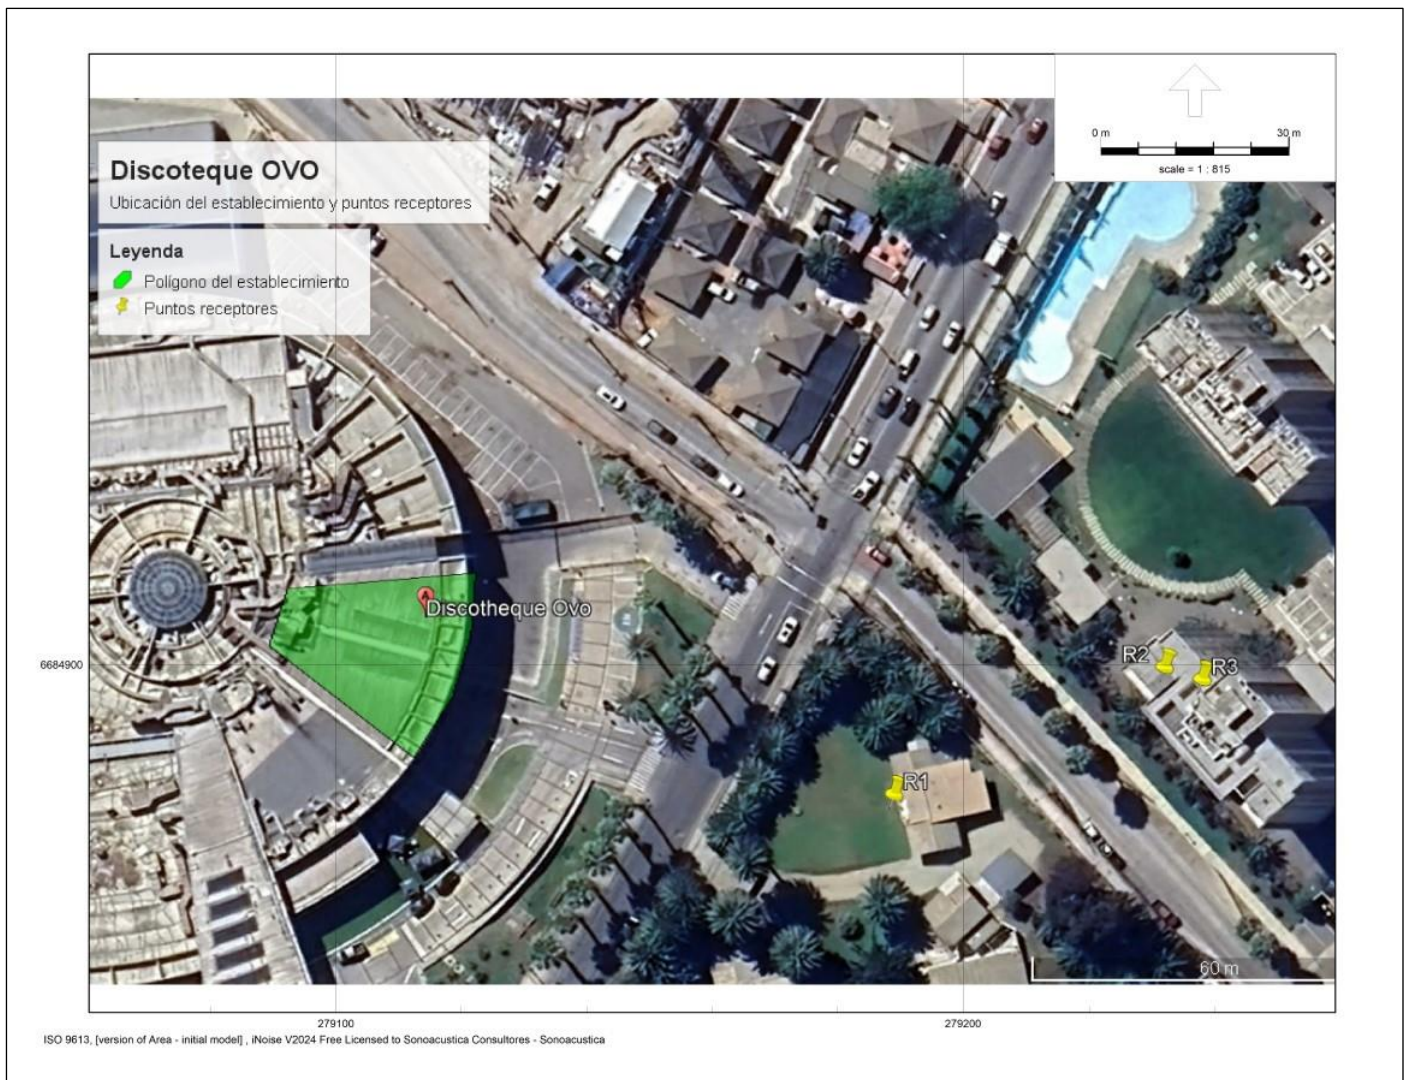 0 m 30 m
scale = 1 : 815
Discoteque OVO
Ubicación del establecimiento y puntos receptores
Leyenda
Polígono del establecimiento
Puntos receptores
A
Discotheque Ovo
6684900
R2
R3
R1
60 m
279100 279200
ISO 9613, [version of Area - initial model] , iNoise V2024 Free Licensed to Sonoacustica Consultores - Sonoacustica